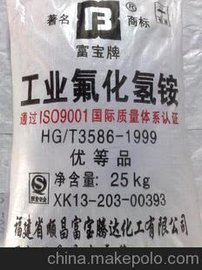 著名 B 商标
富宝牌
工业氟化氢铵
通过ISO9001国际质量体系认证
HG/T3586-1999
优等品
净含量:25kg
XK13-203-00393
福建省顺昌富宝腾达化工有限公司
www.makepolo.com